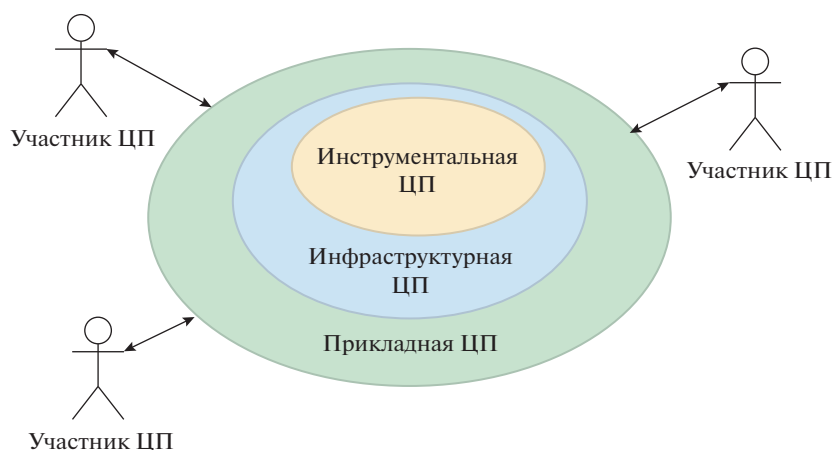 Участник ЦП
Участник ЦП
Инструментальная
ЦП
Инфраструктурная
ЦП
Прикладная ЦП
Участник ЦП